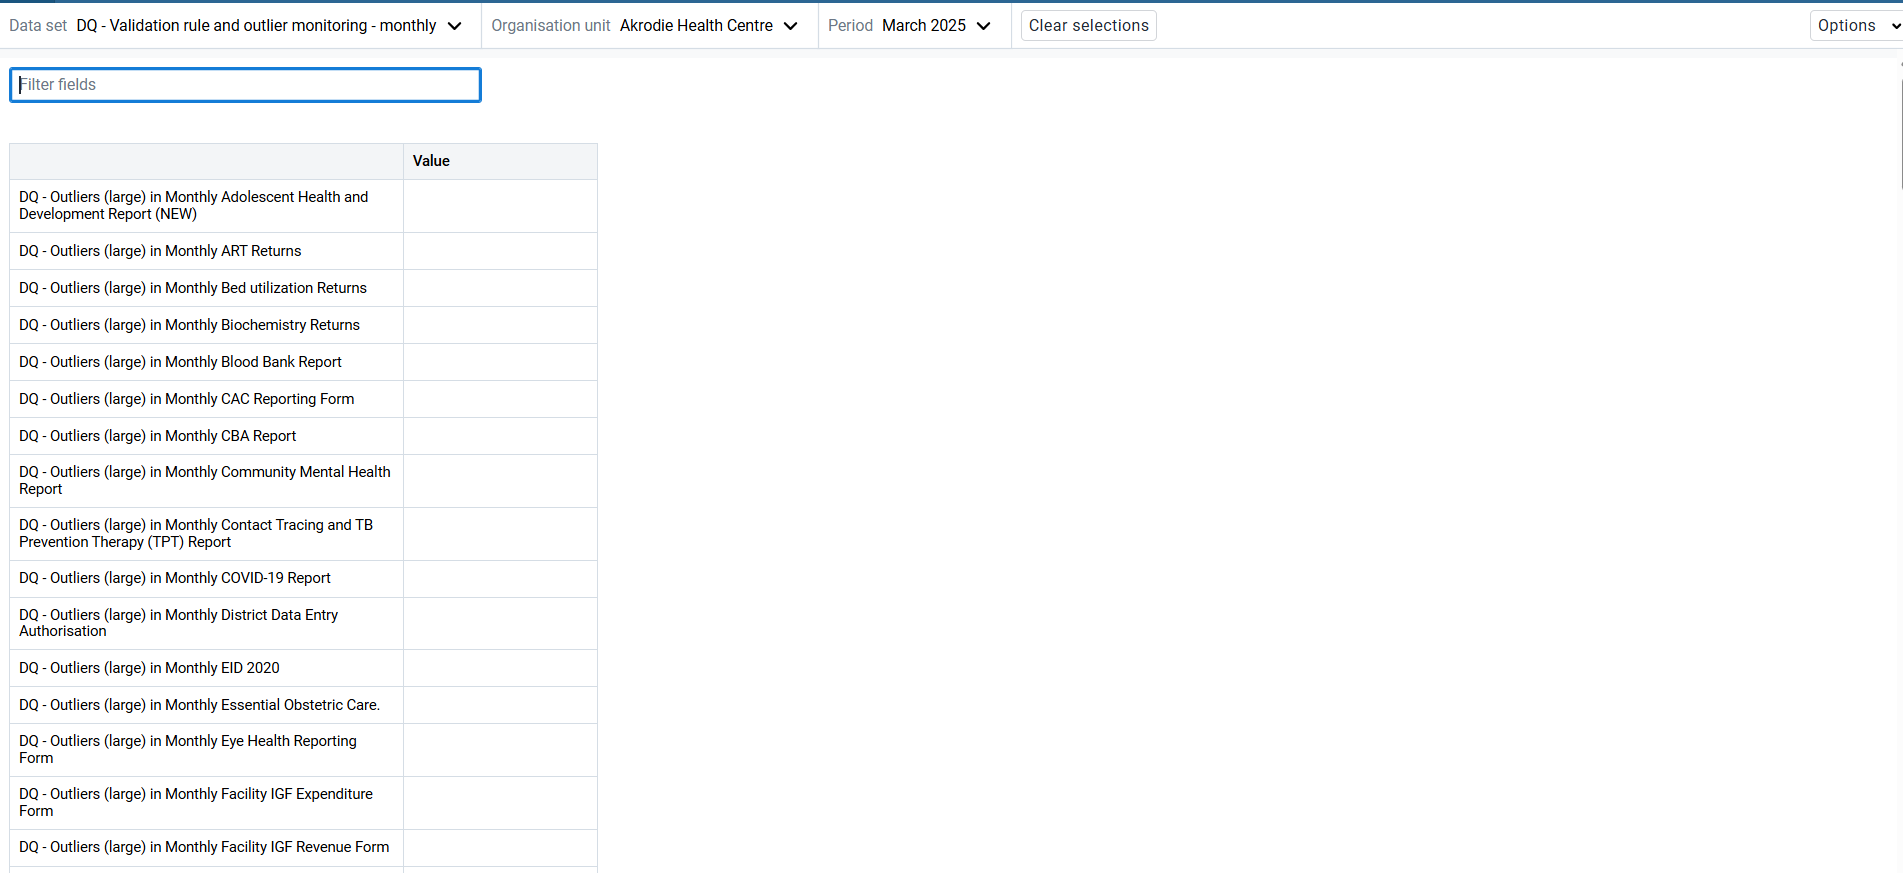 Data set DQ - Validation rule and outlier monitoring - monthly Organisation unit Akrodie Health Centre Period March 2025 Clear selections Options
Filter fields
Value
DQ - Outliers (large) in Monthly Adolescent Health and
Development Report (NEW)
DQ - Outliers (large) in Monthly ART Returns
DQ - Outliers (large) in Monthly Bed utilization Returns
DQ - Outliers (large) in Monthly Biochemistry Returns
DQ - Outliers (large) in Monthly Blood Bank Report
DQ - Outliers (large) in Monthly CAC Reporting Form
DQ - Outliers (large) in Monthly CBA Report
DQ - Outliers (large) in Monthly Community Mental Health
Report
DQ - Outliers (large) in Monthly Contact Tracing and TB
Prevention Therapy (TPT) Report
DQ - Outliers (large) in Monthly COVID-19 Report
DQ - Outliers (large) in Monthly District Data Entry
Authorisation
DQ - Outliers (large) in Monthly EID 2020
DQ - Outliers (large) in Monthly Essential Obstetric Care.
DQ - Outliers (large) in Monthly Eye Health Reporting
Form
DQ - Outliers (large) in Monthly Facility IGF Expenditure
Form
DQ - Outliers (large) in Monthly Facility IGF Revenue Form